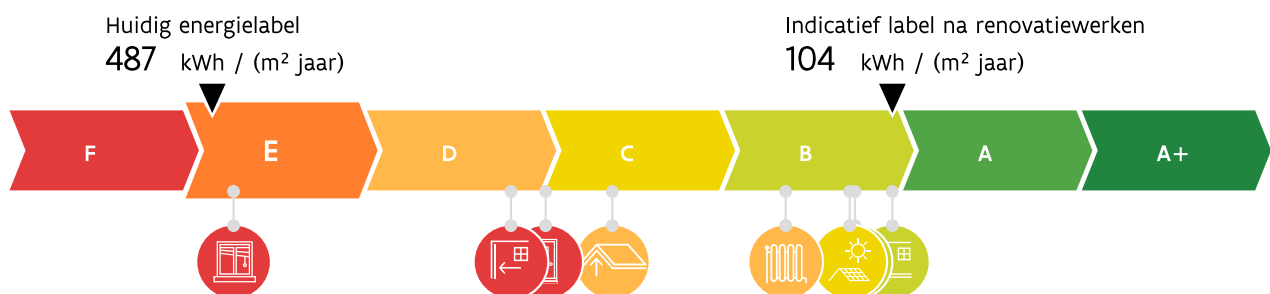 Huidig energielabel
487 kWh / (m² jaar)
Indicatief label na renovatiewerken
104 kWh / (m² jaar)
F E D C B A A+